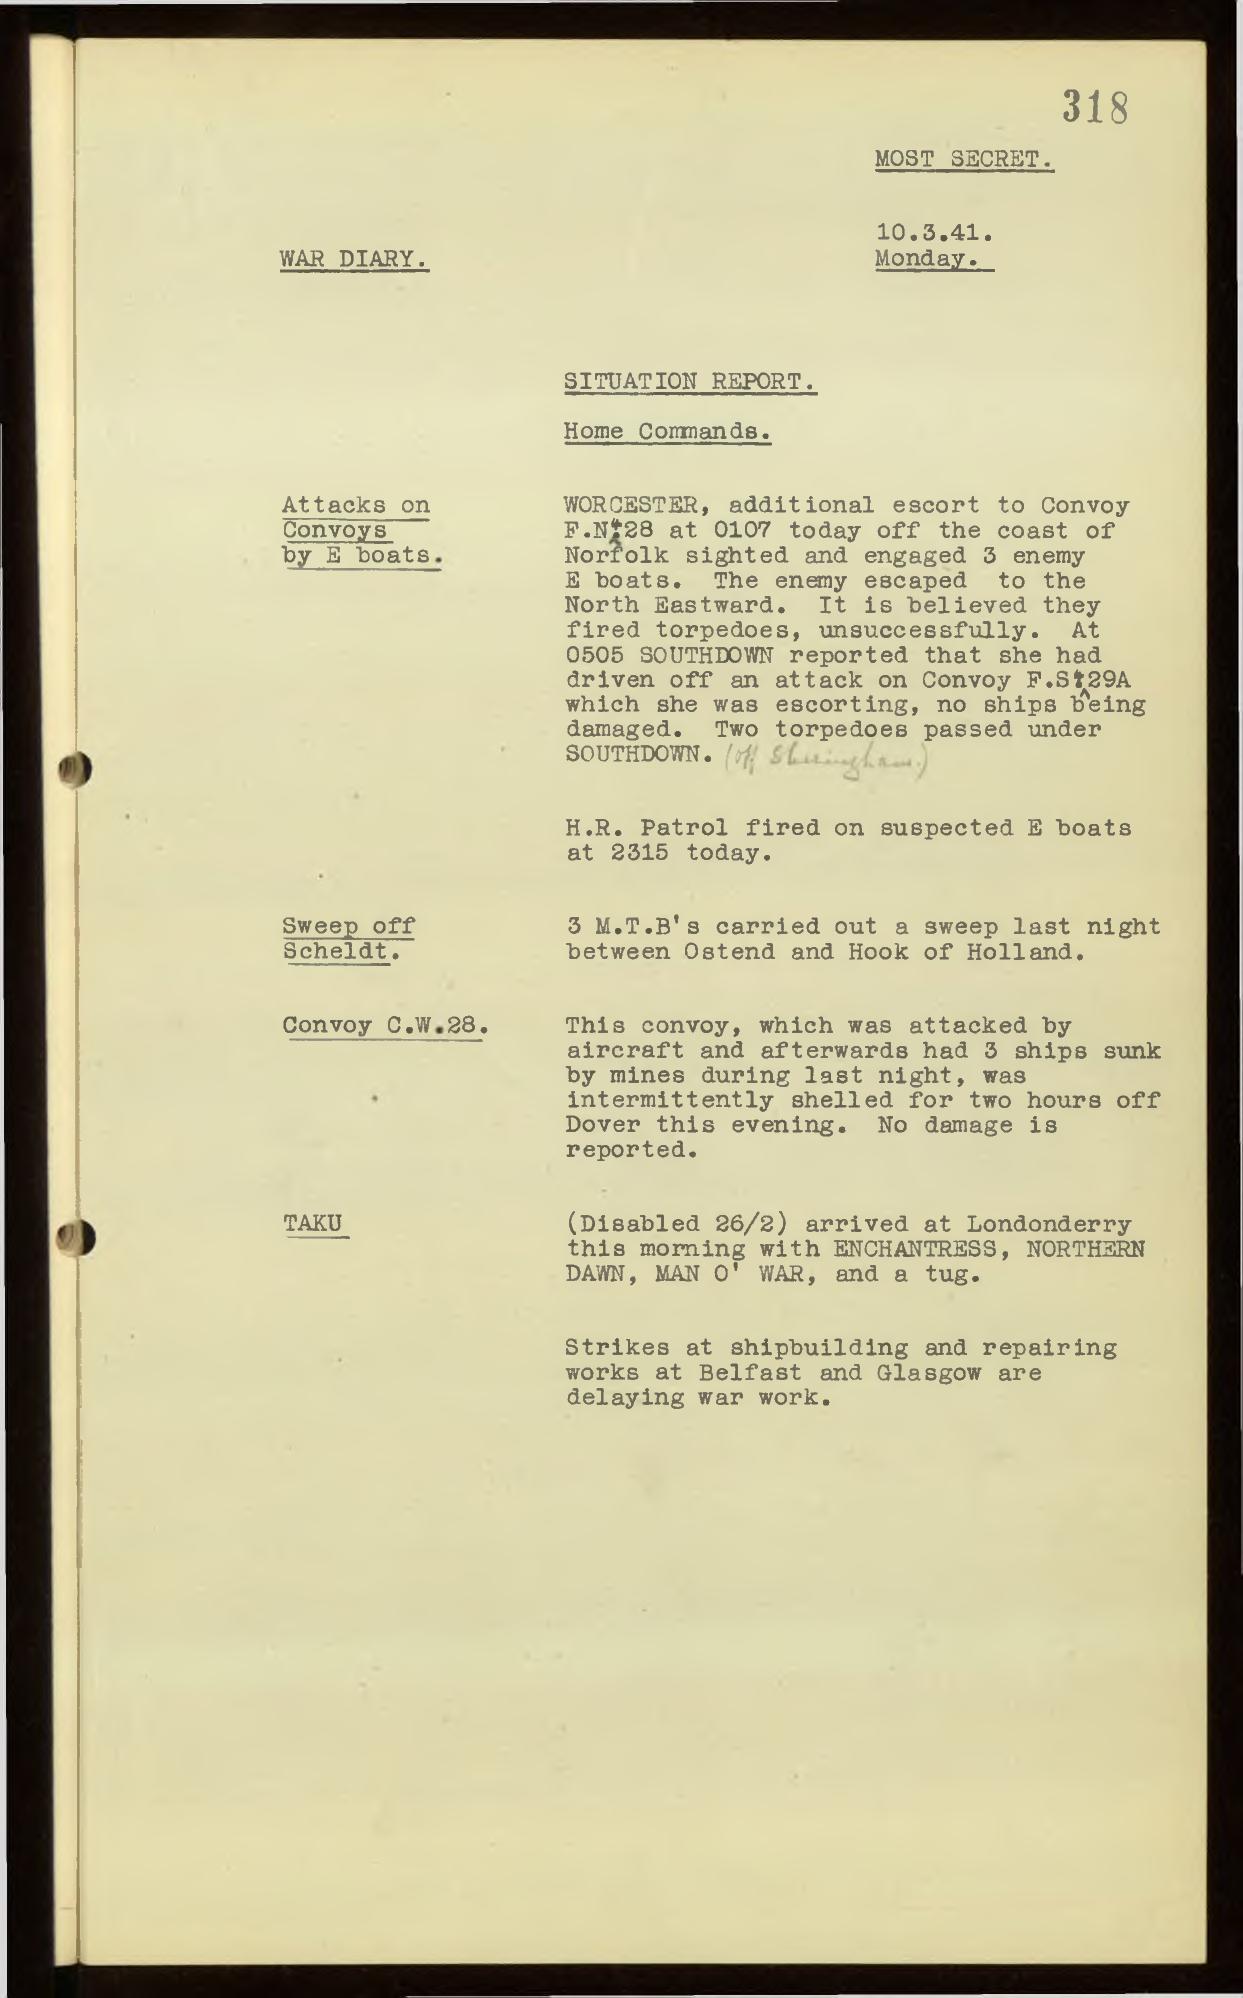 318
MOST SECRET.
10.3.41.
WAR DIARY.
Monday.
SITUATION REPORT.
Home Commands.
Attacks on
Convoys
by E boats.
WORCESTER, additional escort to Convoy
F.N.428 at 0107 today off the coast of
Norfolk sighted and engaged 3 enemy
E boats. The enemy escaped to the
North Eastward. It is believed they
fired torpedoes, unsuccessfully. At
0505 SOUTHDOWN reported that she had
driven off an attack on Convoy F.S.429A
which she was escorting, no ships being
damaged. Two torpedoes passed under
SOUTHDOWN. (off Sheringham.)
H.R. Patrol fired on suspected E boats
at 2315 today.
Sweep off
Scheldt.
3 M.T.B's carried out a sweep last night
between Ostend and Hook of Holland.
Convoy C.W.28.
This convoy, which was attacked by
aircraft and afterwards had 3 ships sunk
by mines during last night, was
intermittently shelled for two hours off
Dover this evening. No damage is
reported.
TAKU
(Disabled 26/2) arrived at Londonderry
this morning with ENCHANTRESS, NORTHERN
DAWN, MAN O' WAR, and a tug.
Strikes at shipbuilding and repairing
works at Belfast and Glasgow are
delaying war work.